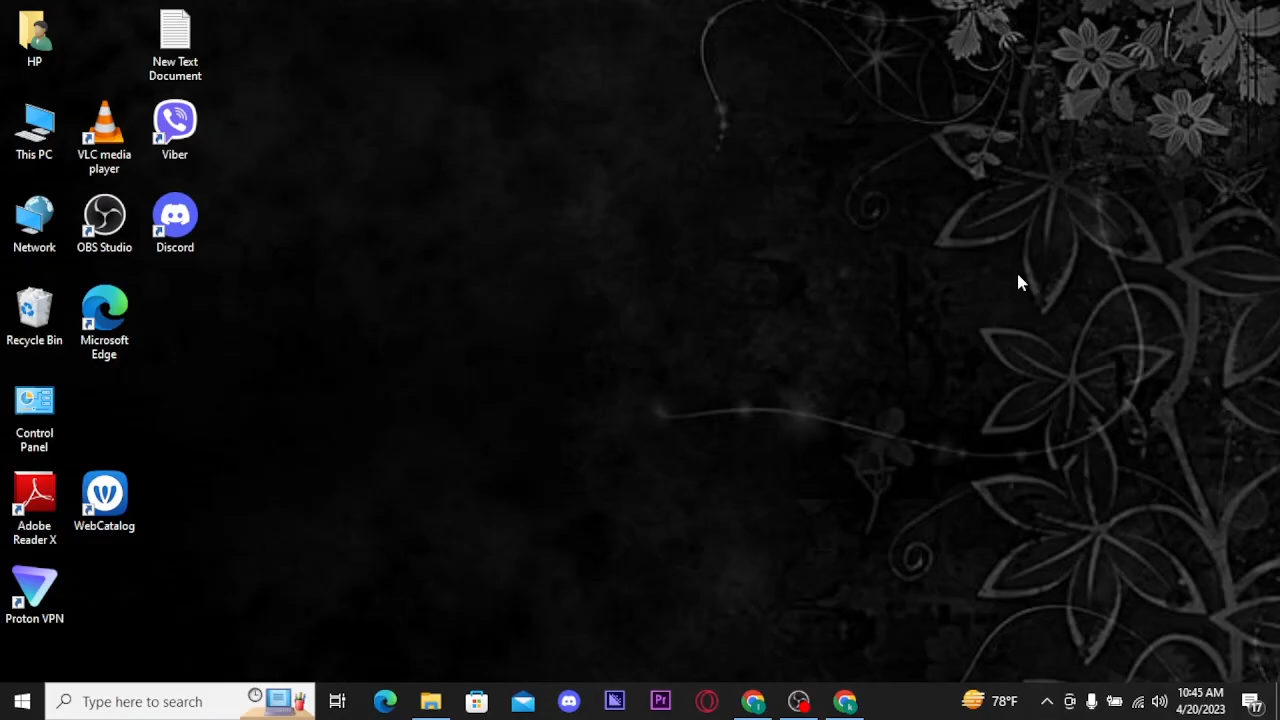 HP
New Text
Document
This PC
VLC media
player
Viber
Network
OBS Studio
Discord
Recycle Bin
Microsoft
Edge
Control
Panel
Adobe
Reader X
WebCatalog
Proton VPN
Type here to search
Pr
t
k
78°F
10:45 AM
4/20/2023
17